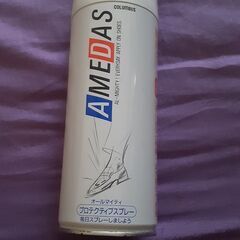 COLUMBUS
AMEDAS
AL-MIGHTY! EVERYDAY APPLY ON SHOES
オールマイティ
プロテクティブスプレー
毎日スプレーしましょう